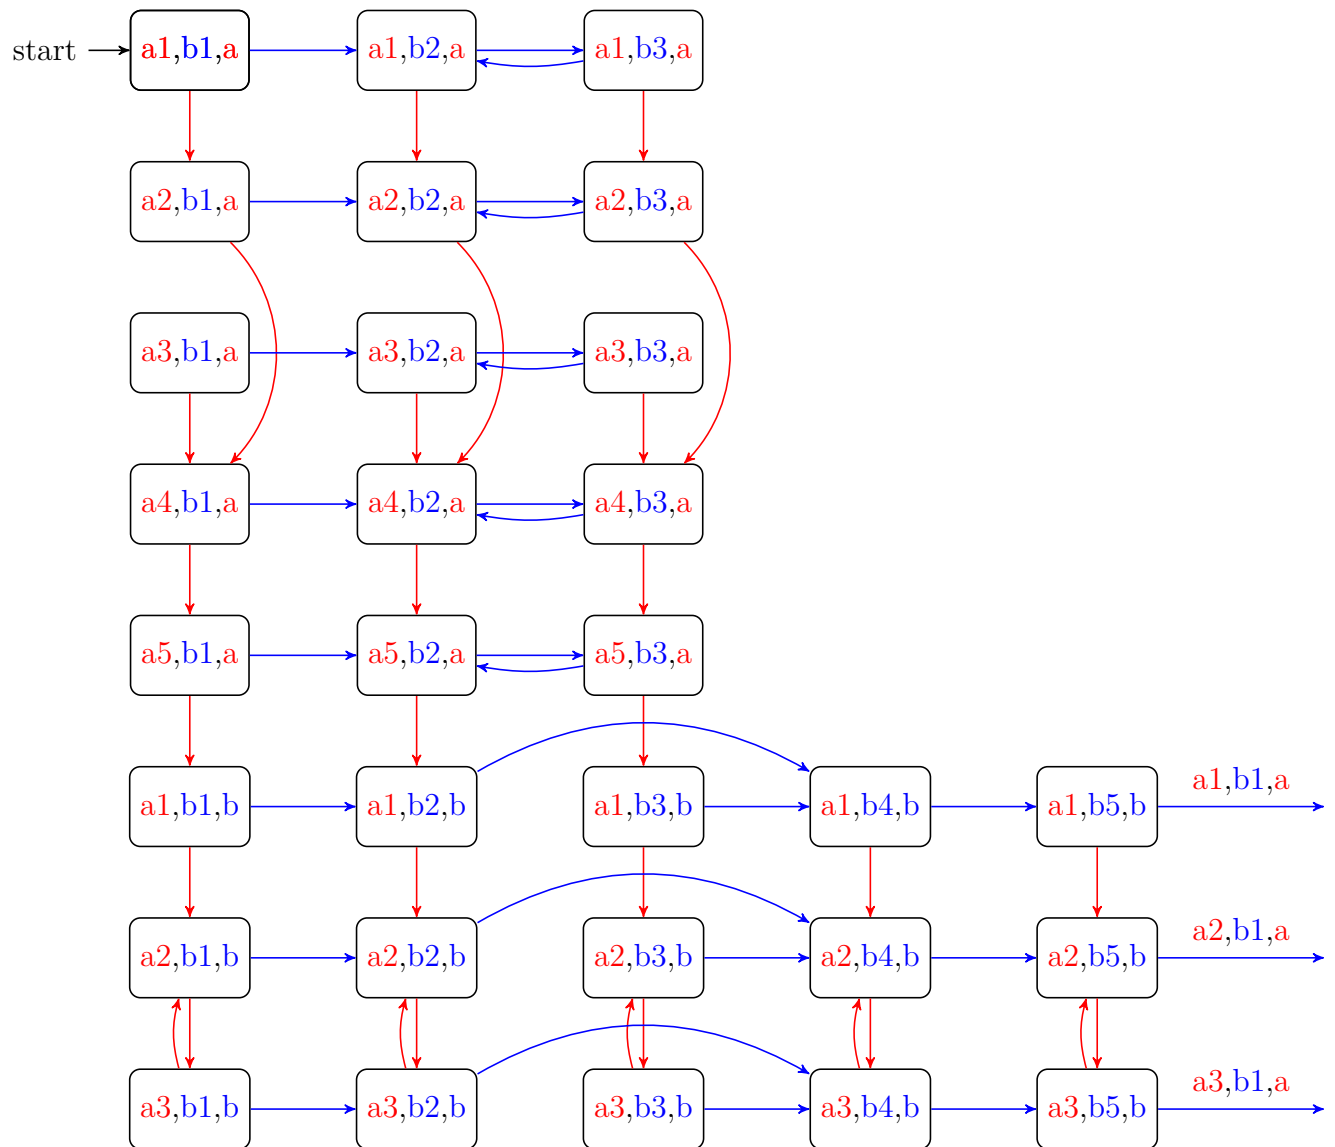 start a1,b1,a a1,b2,a a1,b3,a
a2,b1,a a2,b2,a a2,b3,a
a3,b1,a a3,b2,a a3,b3,a
a4,b1,a a4,b2,a a4,b3,a
a5,b1,a a5,b2,a a5,b3,a
a1,b1,b a1,b2,b a1,b3,b a1,b4,b a1,b5,b a1,b1,a
a2,b1,b a2,b2,b a2,b3,b a2,b4,b a2,b5,b a2,b1,a
a3,b1,b a3,b2,b a3,b3,b a3,b4,b a3,b5,b a3,b1,a